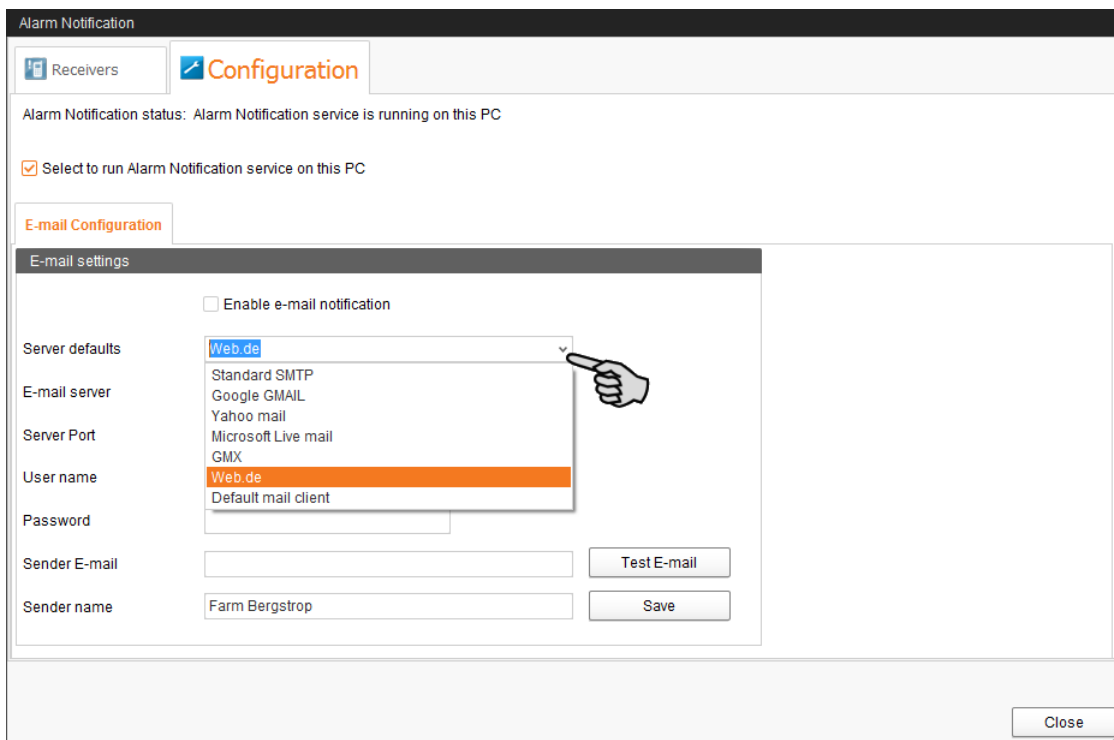 Alarm Notification
Receivers
Configuration
Alarm Notification status: Alarm Notification service is running on this PC
Select to run Alarm Notification service on this PC
E-mail Configuration
E-mail settings
Enable e-mail notification
Server defaults
Web.de
Standard SMTP
Google GMAIL
E-mail server
Yahoo mail
Server Port
Microsoft Live mail
GMX
User name
Web.de
Default mail client
Password
Sender E-mail
Test E-mail
Sender name
Farm Bergstrop
Save
Close